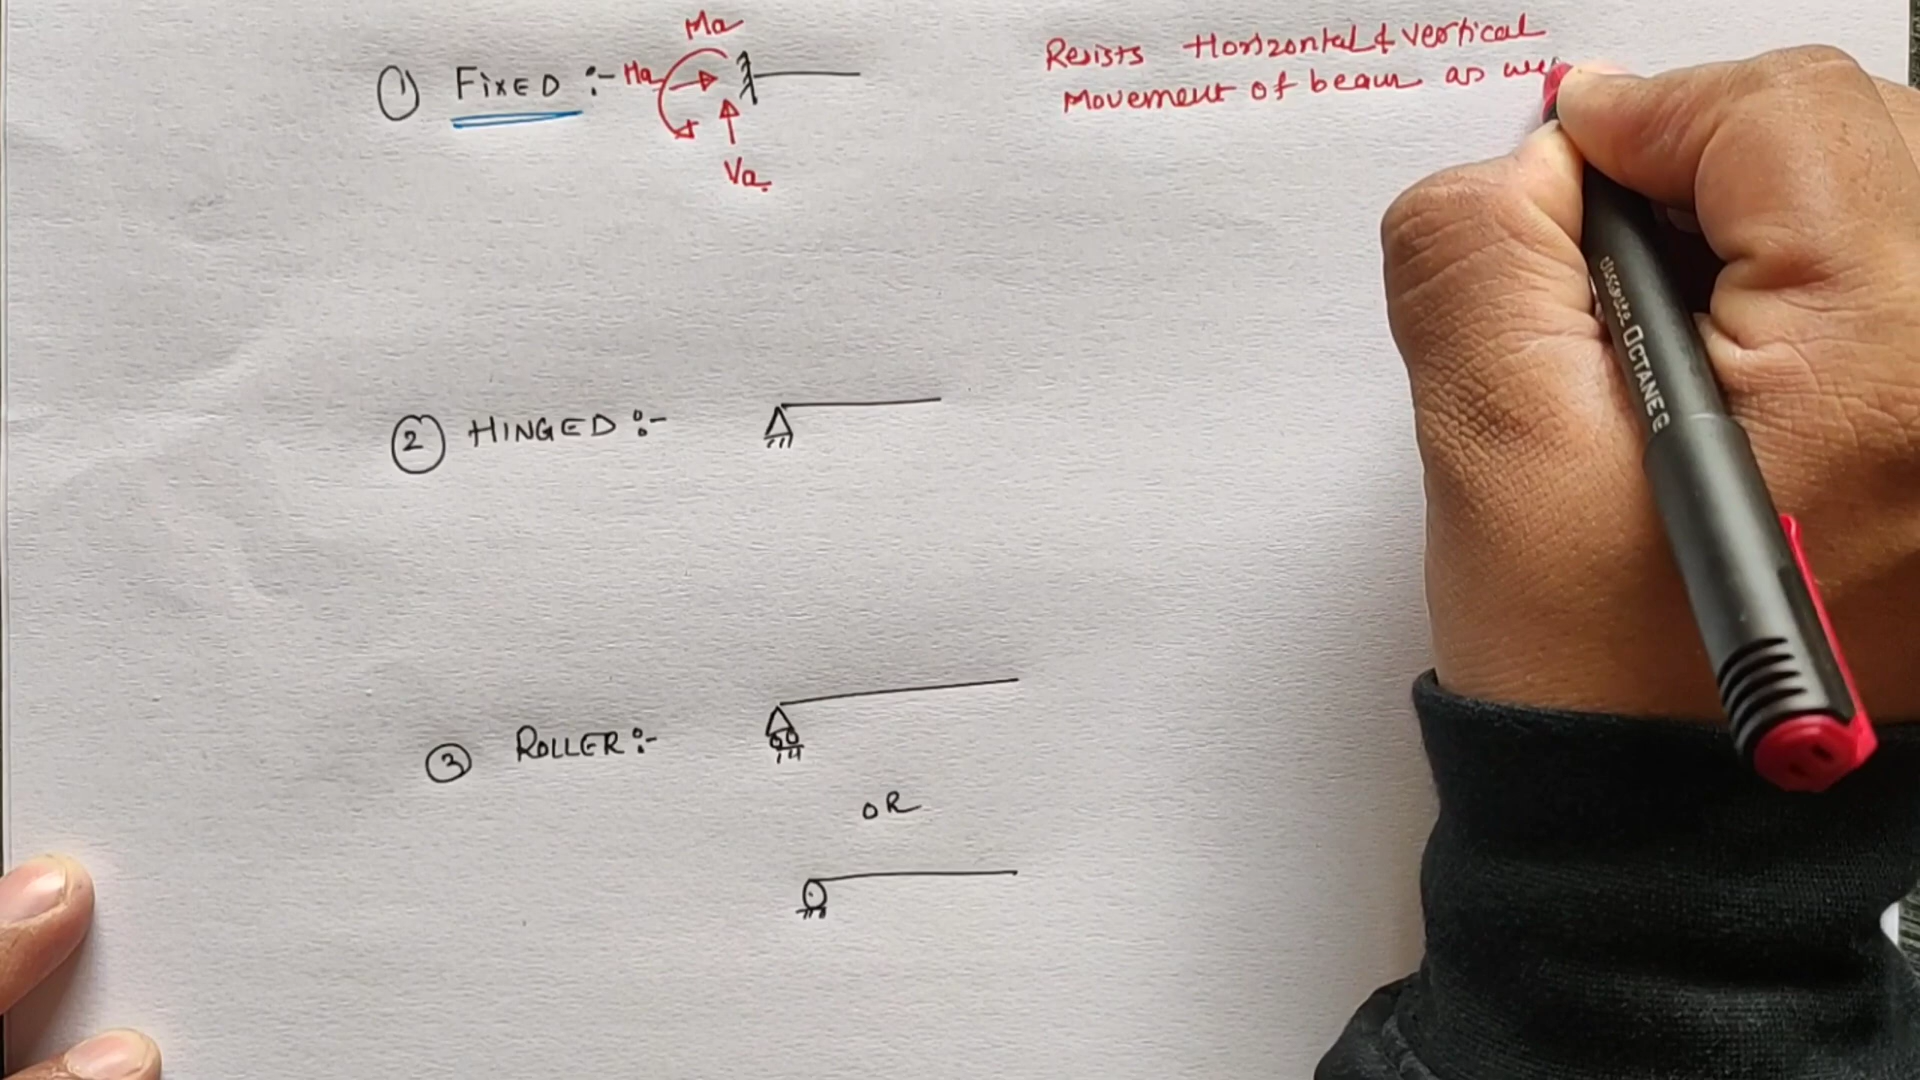 Ma
① FIXED :- Ha
Va
Resists Horizontal & vertical
Movement of beam as
② HINGED :-
③ ROLLER :-
OR
OCTANE